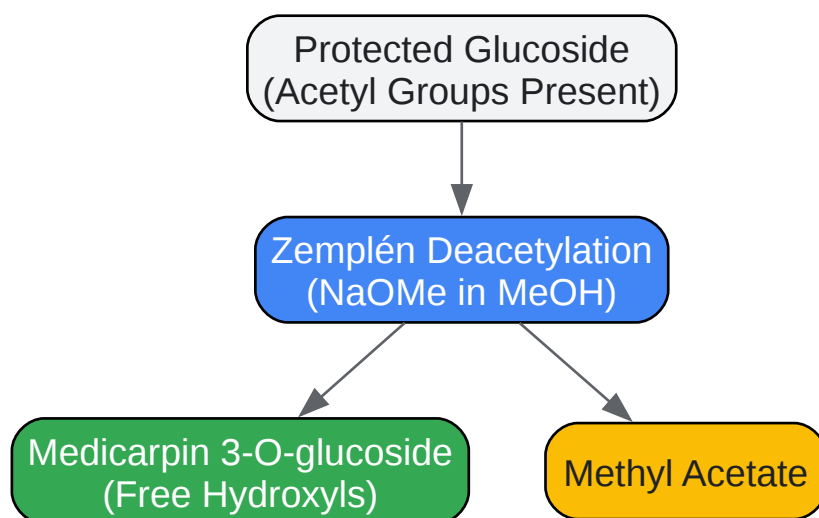 Protected Glucoside
(Acetyl Groups Present)
Zemplén Deacetylation
(NaOMe in MeOH)
Medicarpin 3-O-glucoside
(Free Hydroxyls)
Methyl Acetate